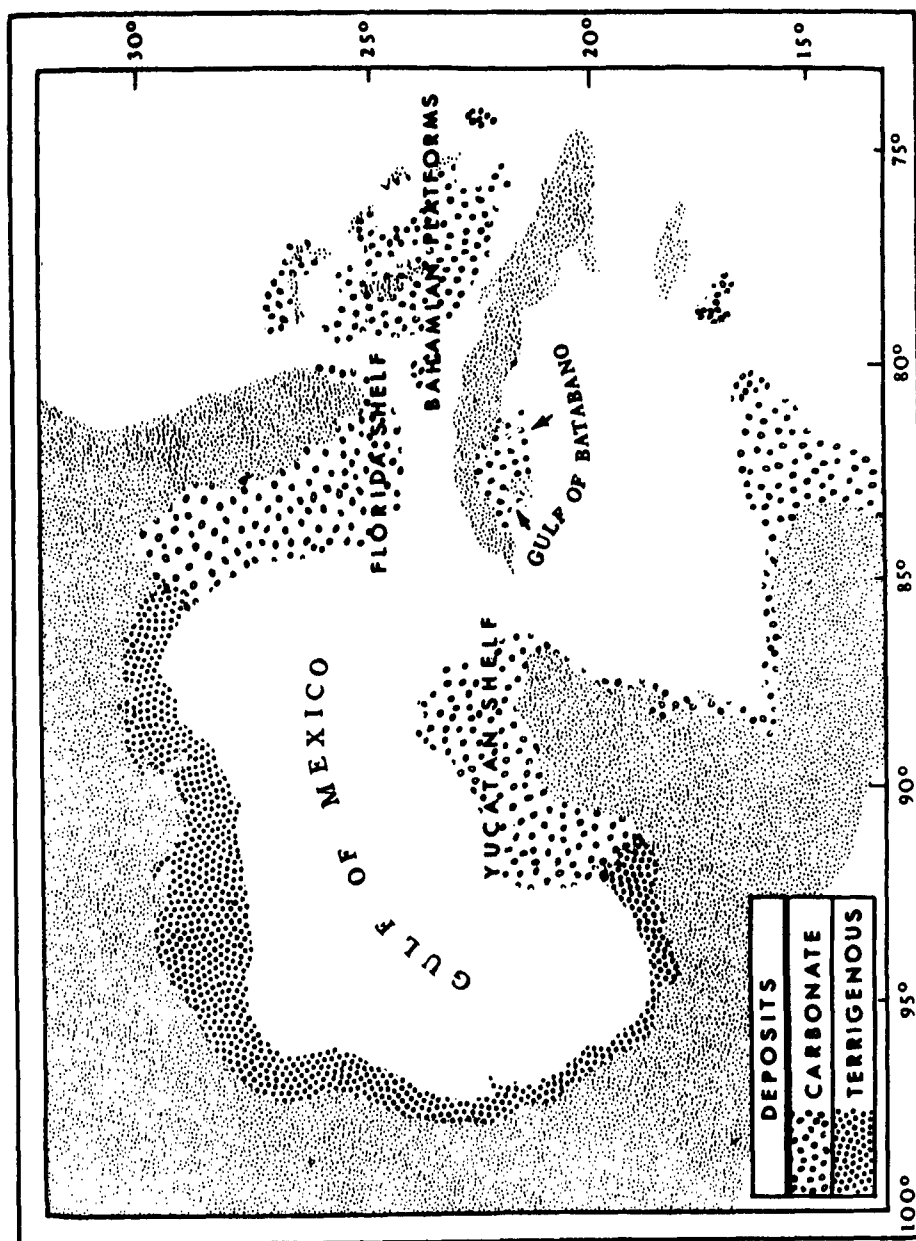 30°
25°
20°
15°
75°
80°
85°
90°
95°
100°
FLORIDA SHELF
BAHAMIAN PLATFORMS
GULF OF BATABANO
GULF OF MEXICO
YUCATAN SHELF
DEPOSITS
CARBONATE
TERRIGENOUS